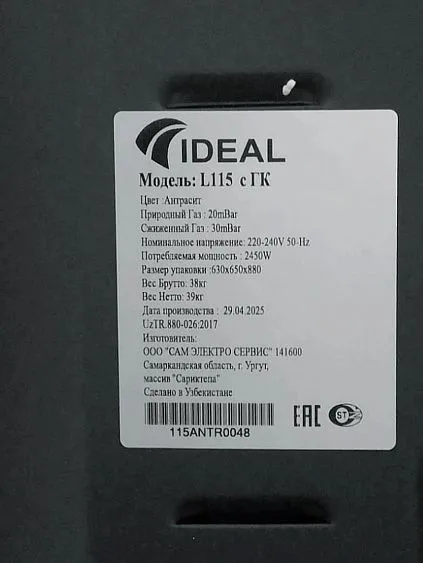 IDEAL
Модель: L115 с ГК
Цвет :Антрасит
Природный Газ : 20mBar
Сжиженный Газ : 30mBar
Номинальное напряжение: 220-240V 50-Hz
Потребляемая мощность : 2450W
Размер упаковки :630x650x880
Вес Брутто: 38кг
Вес Нетто: 39кг
Дата производства : 29.04.2025
UzTR.880-026:2017
Изготовитель:
ООО "САМ ЭЛЕКТРО СЕРВИС" 141600
Самаркандская область, г. Ургут,
массив "Сариктепа"
Сделано в Узбекистане
115ANTR0048
EAC ST